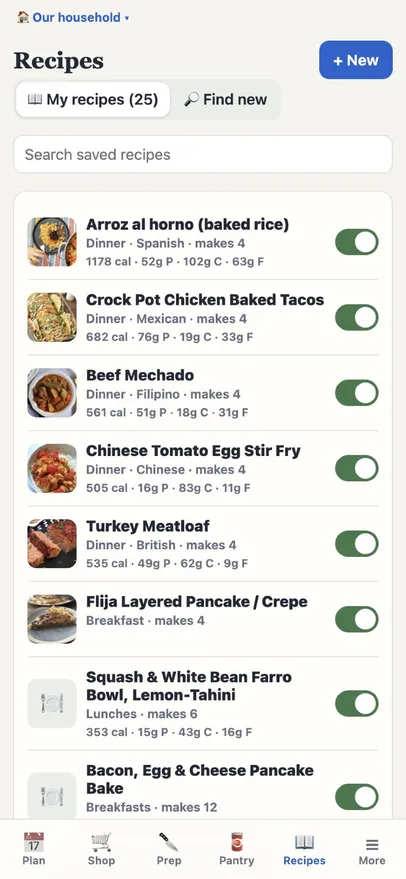 Our household ▾
Recipes
+ New
My recipes (25)
Find new
Search saved recipes
Arroz al horno (baked rice)
Dinner · Spanish · makes 4
1178 cal · 52g P · 102g C · 63g F
Crock Pot Chicken Baked Tacos
Dinner · Mexican · makes 4
682 cal · 76g P · 19g C · 33g F
Beef Mechado
Dinner · Filipino · makes 4
561 cal · 51g P · 18g C · 31g F
Chinese Tomato Egg Stir Fry
Dinner · Chinese · makes 4
505 cal · 16g P · 83g C · 11g F
Turkey Meatloaf
Dinner · British · makes 4
535 cal · 49g P · 62g C · 9g F
Flija Layered Pancake / Crepe
Breakfast · makes 4
Squash & White Bean Farro
Bowl, Lemon-Tahini
Lunches · makes 6
353 cal · 15g P · 43g C · 16g F
Bacon, Egg & Cheese Pancake
Bake
Breakfasts · makes 12
17
Plan
Shop
Prep
Pantry
Recipes
More